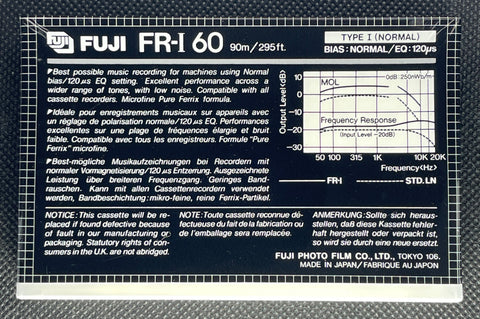 FUJI FR-I 60 90m/295ft.
TYPE I (NORMAL)
BIAS: NORMAL/EQ: 120µs
▸Best possible music recording for machines using Normal
bias/120 µs EQ setting. Excellent performance across a
wider range of tones, with low noise. Compatible with all
cassette recorders. Microfine Pure Ferrix formula.
▸Idéale pour enregistrements musicaux sur appareils avec
un réglage de polarisation normale/120 µs EQ. Performances
excellentes sur une plage de fréquences élargie et bruit
faible. Compatible avec tous les enregistreurs. Formule "Pure
Ferrix" microfine.
▸Best-mögliche Musikaufzeichnungen bei Recordern mit
normaler Vormagnetisierung/120 µs Entzerrung. Ausgezeichnete
Leistung über breiteren Frequenzgang. Geringes Band-
rauschen. Kann mit allen Cassettenrecordern verwendet
werden, Bandbeschichtung: mikro-feine, reine Ferrix-Partikel.
Output Level (dB)
+10
0
-10
-20
-30
MOL
0dB : 250nWb/m
Frequency Response
(Input Level -20dB)
50 100 315 1K 10K 20K
Frequency (Hz)
FR-I
STD. LN
NOTICE: This cassette will be re-
placed if found defective because
of fault in our manufacturing or
packaging. Statutory rights of con-
sumers in the U.K. are not abridged.
NOTE: Toute cassette reconnue dé-
fectueuse du fait de la fabrication ou
de l'emballage sera remplacée.
ANMERKUNG: Sollte sich heraus-
stellen, daß diese Kassette fehler-
haft hergestellt oder verpackt ist,
so wird sie durch eine neue ersetzt.
FUJI PHOTO FILM CO., LTD., TOKYO 106.
MADE IN JAPAN / FABRIQUE AU JAPON